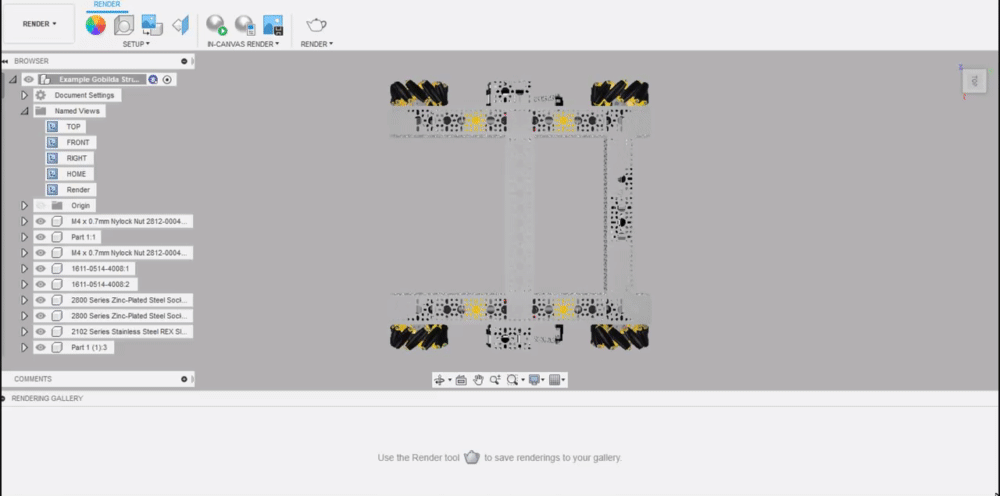 RENDER
RENDER ▾
SETUP ▾
IN-CANVAS RENDER ▾
RENDER ▾
BROWSER
Example Gobilda Stru...
Document Settings
Named Views
TOP
FRONT
RIGHT
HOME
Render
Origin
M4 x 0.7mm Nylock Nut 2812-0004...
Part 1:1
M4 x 0.7mm Nylock Nut 2812-0004...
1611-0514-4008:1
1611-0514-4008:2
2800 Series Zinc-Plated Steel Sock...
2800 Series Zinc-Plated Steel Sock...
2102 Series Stainless Steel REX St...
Part 1 (1):3
TOP
COMMENTS
RENDERING GALLERY
Use the Render tool to save renderings to your gallery.